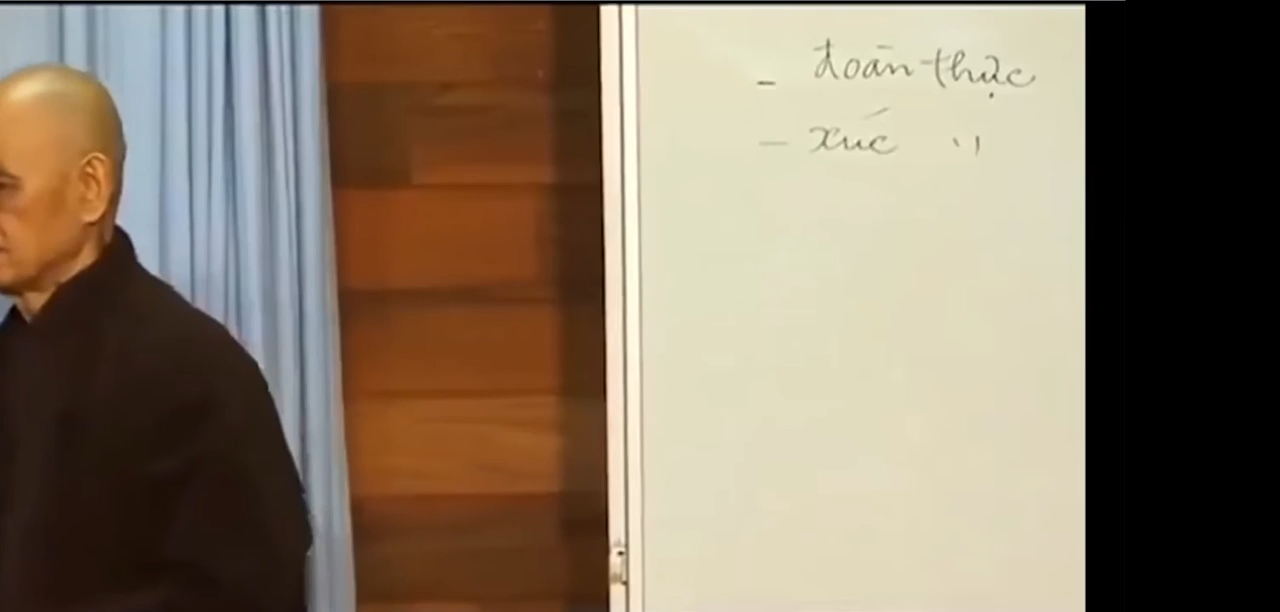 - đoàn thực
- xúc "